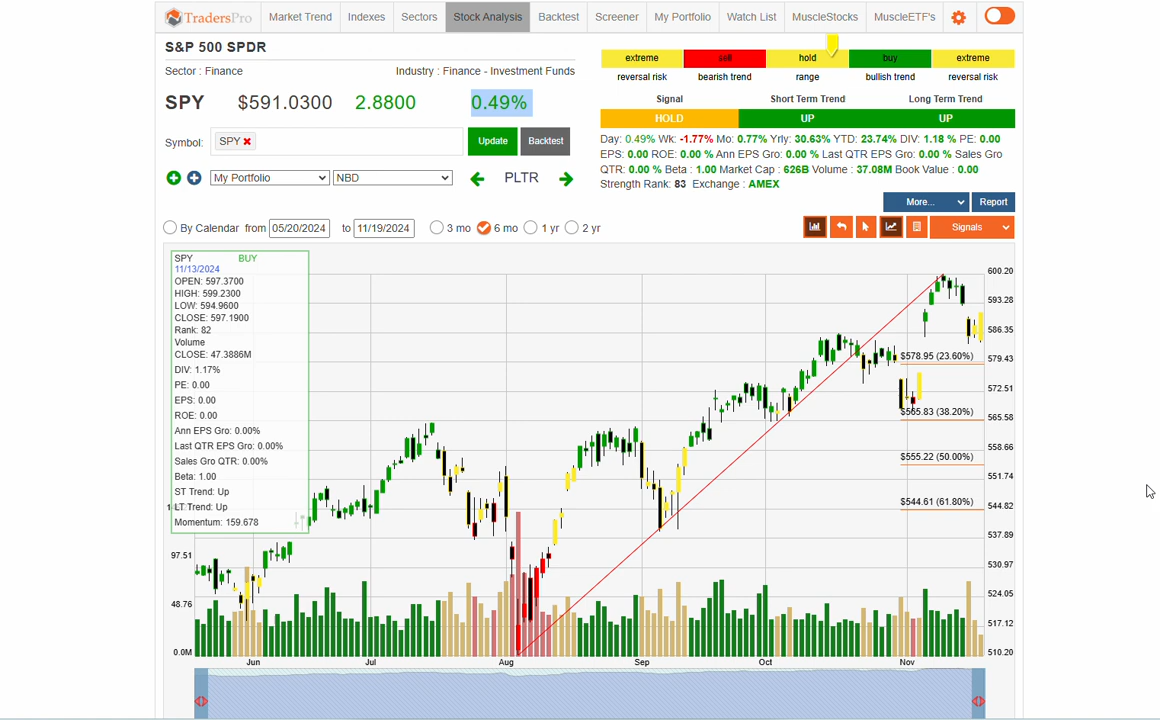 TradersPro Market Trend Indexes Sectors Stock Analysis Backtest Screener My Portfolio Watch List MuscleStocks MuscleETF's
S&P 500 SPDR
Sector : Finance Industry : Finance - Investment Funds
SPY $591.0300 2.8800 0.49%
Symbol: SPY Update Backtest
My Portfolio NBD PLTR
extreme sell hold buy extreme
reversal risk bearish trend range bullish trend reversal risk
Signal Short Term Trend Long Term Trend
HOLD UP UP
Day: 0.49% Wk: -1.77% Mo: 0.77% Yrly: 30.63% YTD: 23.74% DIV: 1.18 % PE: 0.00
EPS: 0.00 ROE: 0.00 % Ann EPS Gro: 0.00 % Last QTR EPS Gro: 0.00 % Sales Gro
QTR: 0.00 % Beta : 1.00 Market Cap : 626B Volume : 37.08M Book Value : 0.00
Strength Rank: 83 Exchange : AMEX
More... Report
By Calendar from 05/20/2024 to 11/19/2024 3 mo 6 mo 1 yr 2 yr Signals
SPY BUY
11/13/2024
OPEN: 597.3700
HIGH: 599.2300
LOW: 594.9600
CLOSE: 597.1900
Rank: 82
Volume
CLOSE: 47.3886M
DIV: 1.17%
PE: 0.00
EPS: 0.00
ROE: 0.00
Ann EPS Gro: 0.00%
Last QTR EPS Gro: 0.00%
Sales Gro QTR: 0.00%
Beta: 1.00
ST Trend: Up
LT Trend: Up
Momentum: 159.678
97.51
48.76
0.0M
$578.95 (23.60%)
$565.83 (38.20%)
$555.22 (50.00%)
$544.61 (61.80%)
600.20
593.28
586.35
579.43
572.51
565.58
558.66
551.74
544.82
537.89
530.97
524.05
517.12
510.20
Jun Jul Aug Sep Oct Nov